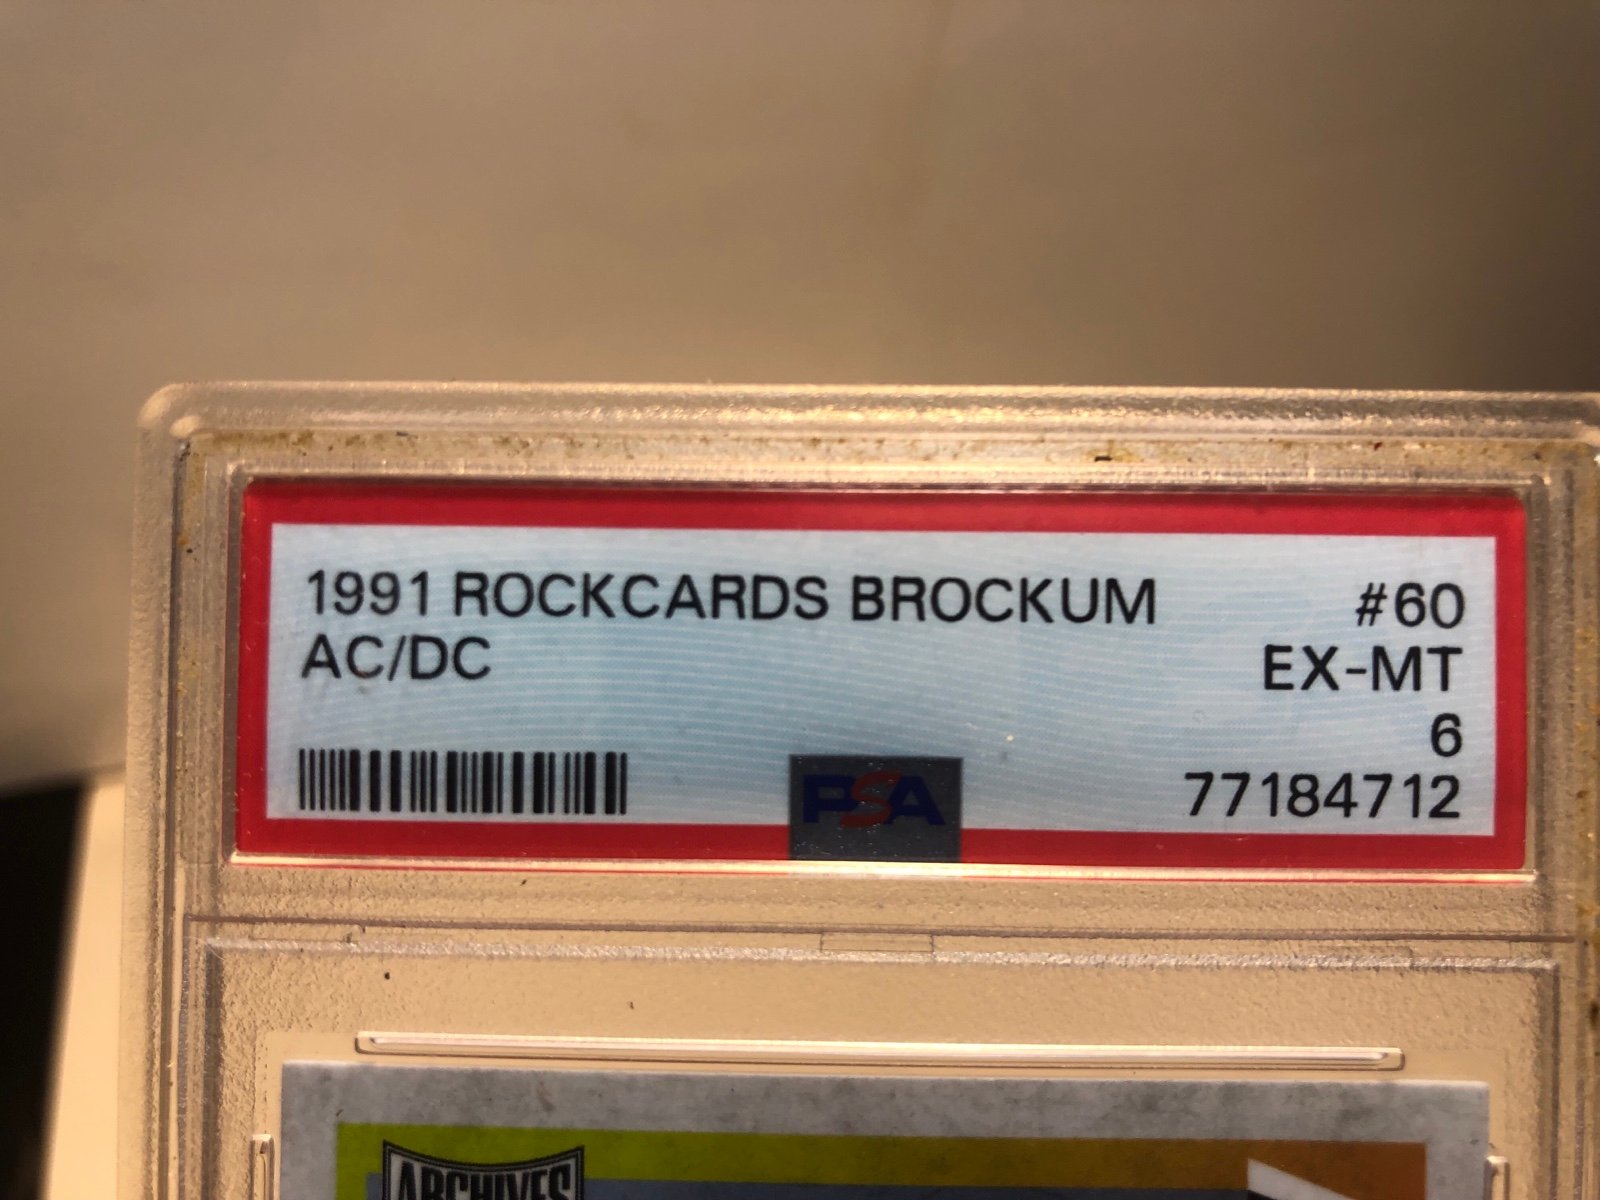 1991 ROCKCARDS BROCKUM #60
AC/DC EX-MT
6
PSA 77184712
ARCHIVES